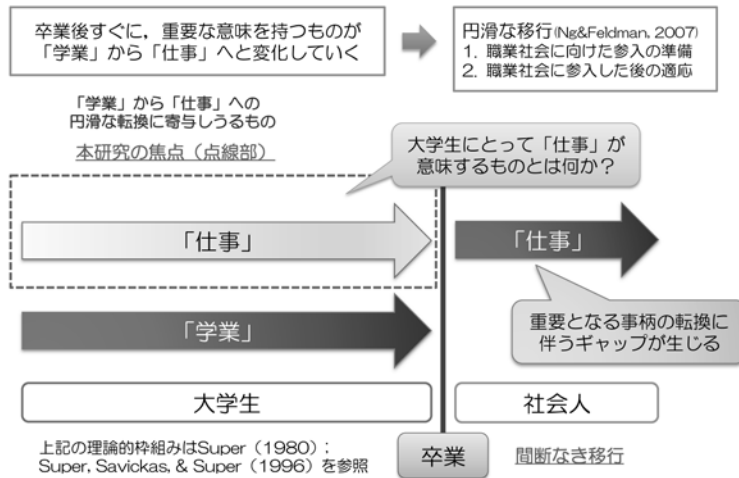 卒業後すぐに，重要な意味を持つものが
「学業」から「仕事」へと変化していく
円滑な移行(Ng&Feldman, 2007)
1. 職業社会に向けた参入の準備
2. 職業社会に参入した後の適応
「学業」から「仕事」への
円滑な転換に寄与しうるもの
本研究の焦点（点線部）
大学生にとって「仕事」が
意味するものとは何か？
「仕事」
「仕事」
「学業」
重要となる事柄の転換に
伴うギャップが生じる
大学生
社会人
上記の理論的枠組みはSuper（1980）；
Super, Savickas, & Super（1996）を参照
卒業
間断なき移行